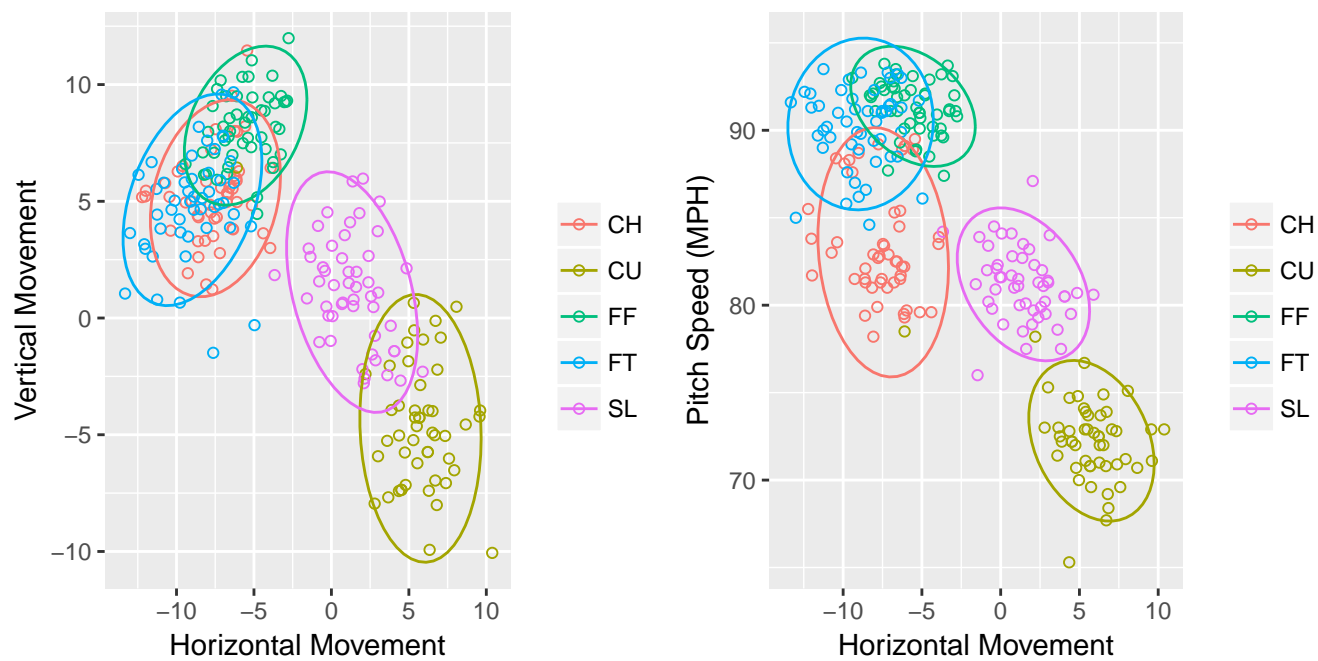 Vertical Movement
10
5
0
−5
−10
−10
−5
0
5
10
Horizontal Movement
CH
CU
FF
FT
SL
Pitch Speed (MPH)
90
80
70
−10
−5
0
5
10
Horizontal Movement
CH
CU
FF
FT
SL